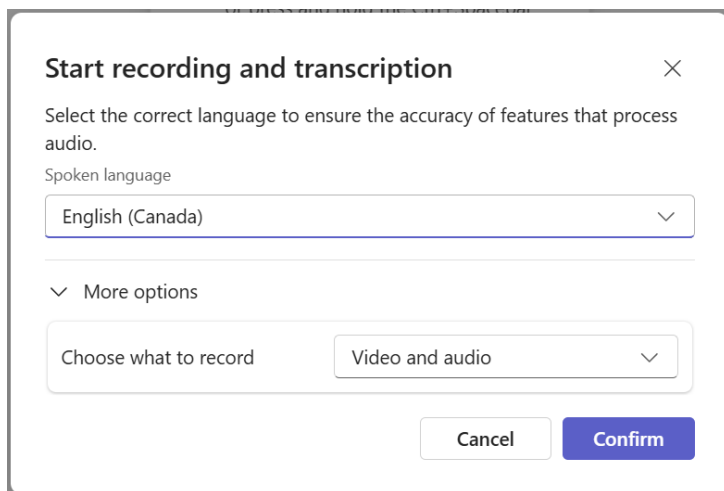 Start recording and transcription
Select the correct language to ensure the accuracy of features that process
audio.
Spoken language
English (Canada)
More options
Choose what to record
Video and audio
Cancel
Confirm